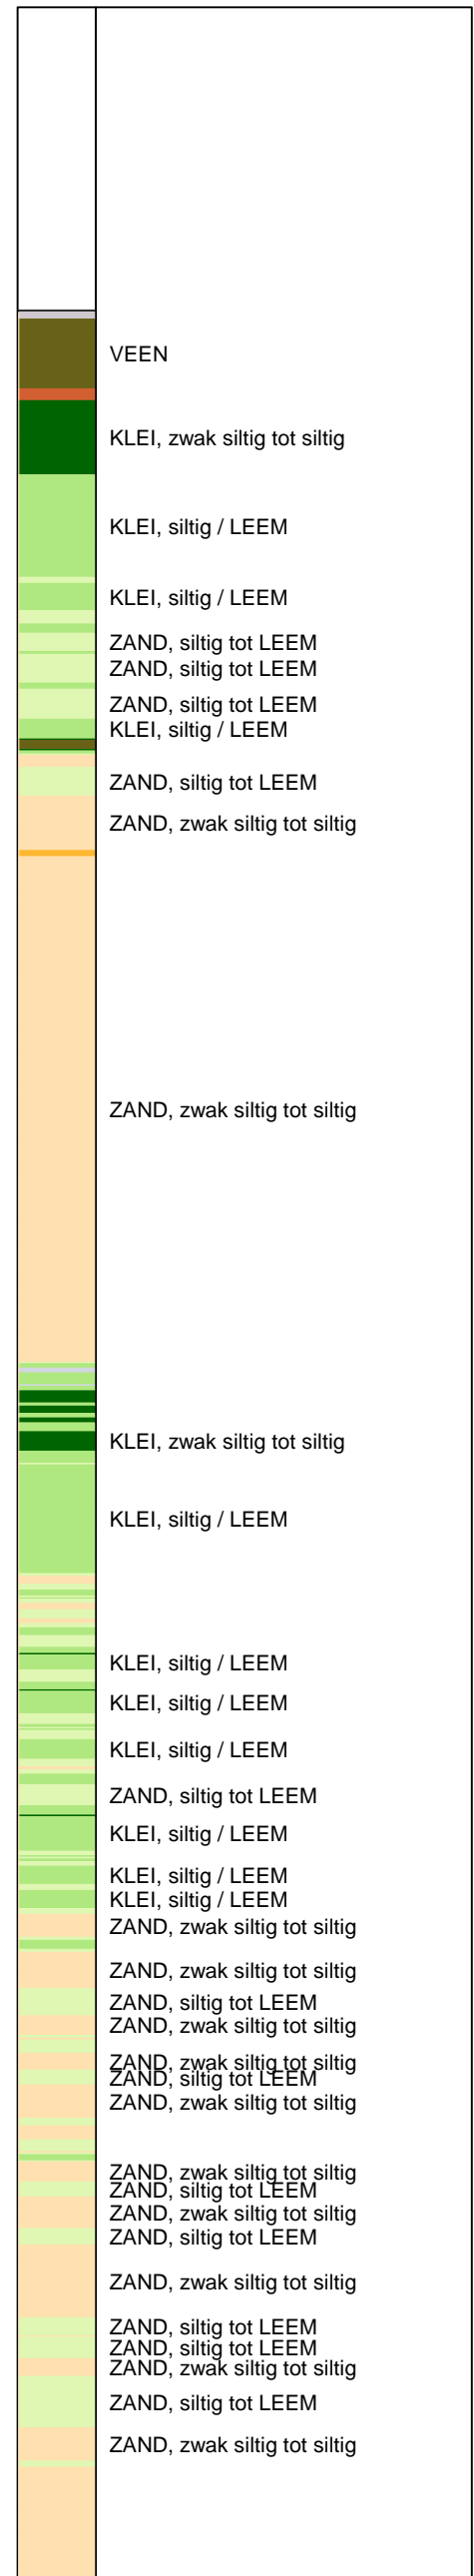 VEEN
KLEI, zwak siltig tot siltig
KLEI, siltig / LEEM
KLEI, siltig / LEEM
ZAND, siltig tot LEEM
ZAND, siltig tot LEEM
ZAND, siltig tot LEEM
KLEI, siltig / LEEM
ZAND, siltig tot LEEM
ZAND, zwak siltig tot siltig
ZAND, zwak siltig tot siltig
KLEI, zwak siltig tot siltig
KLEI, siltig / LEEM
KLEI, siltig / LEEM
KLEI, siltig / LEEM
KLEI, siltig / LEEM
ZAND, siltig tot LEEM
KLEI, siltig / LEEM
KLEI, siltig / LEEM
KLEI, siltig / LEEM
ZAND, zwak siltig tot siltig
ZAND, zwak siltig tot siltig
ZAND, siltig tot LEEM
ZAND, zwak siltig tot siltig
ZAND, zwak siltig tot siltig
ZAND, siltig tot LEEM
ZAND, zwak siltig tot siltig
ZAND, zwak siltig tot siltig
ZAND, siltig tot LEEM
ZAND, zwak siltig tot siltig
ZAND, siltig tot LEEM
ZAND, zwak siltig tot siltig
ZAND, siltig tot LEEM
ZAND, siltig tot LEEM
ZAND, zwak siltig tot siltig
ZAND, siltig tot LEEM
ZAND, zwak siltig tot siltig